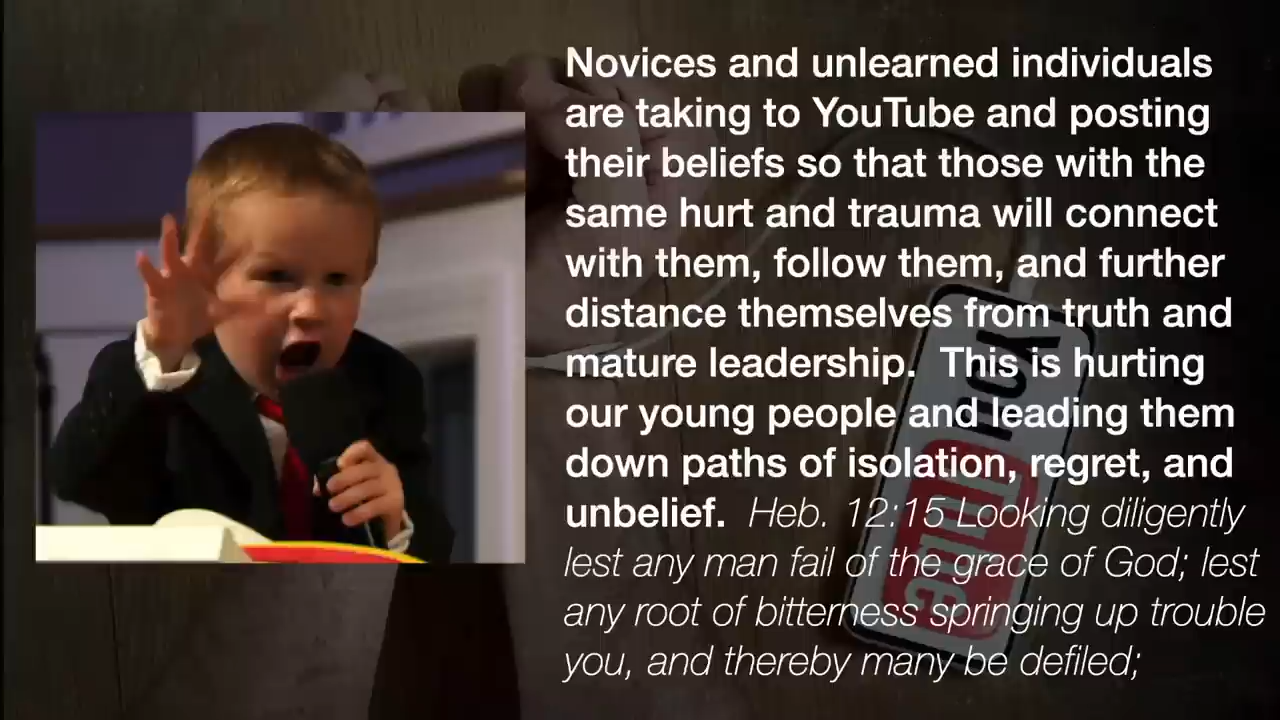 Novices and unlearned individuals
are taking to YouTube and posting
their beliefs so that those with the
same hurt and trauma will connect
with them, follow them, and further
distance themselves from truth and
mature leadership.  This is hurting
our young people and leading them
down paths of isolation, regret, and
unbelief.  Heb. 12:15 Looking diligently
lest any man fail of the grace of God; lest
any root of bitterness springing up trouble
you, and thereby many be defiled;
You
Tube